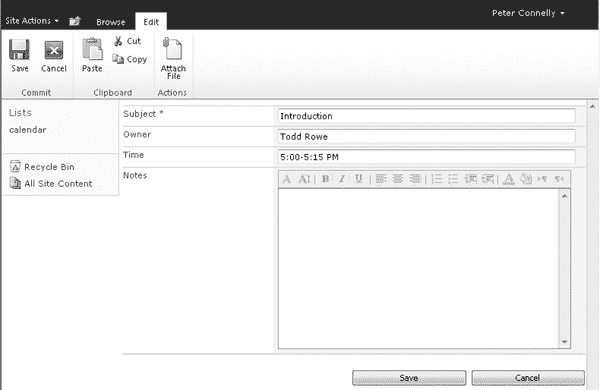 Site Actions Browse Edit Peter Connelly
Save Cancel Paste Cut Copy Attach File
Commit Clipboard Actions
Lists
calendar
Recycle Bin
All Site Content
Subject * Introduction
Owner Todd Rowe
Time 5:00-5:15 PM
Notes
A A B I U A
Save Cancel